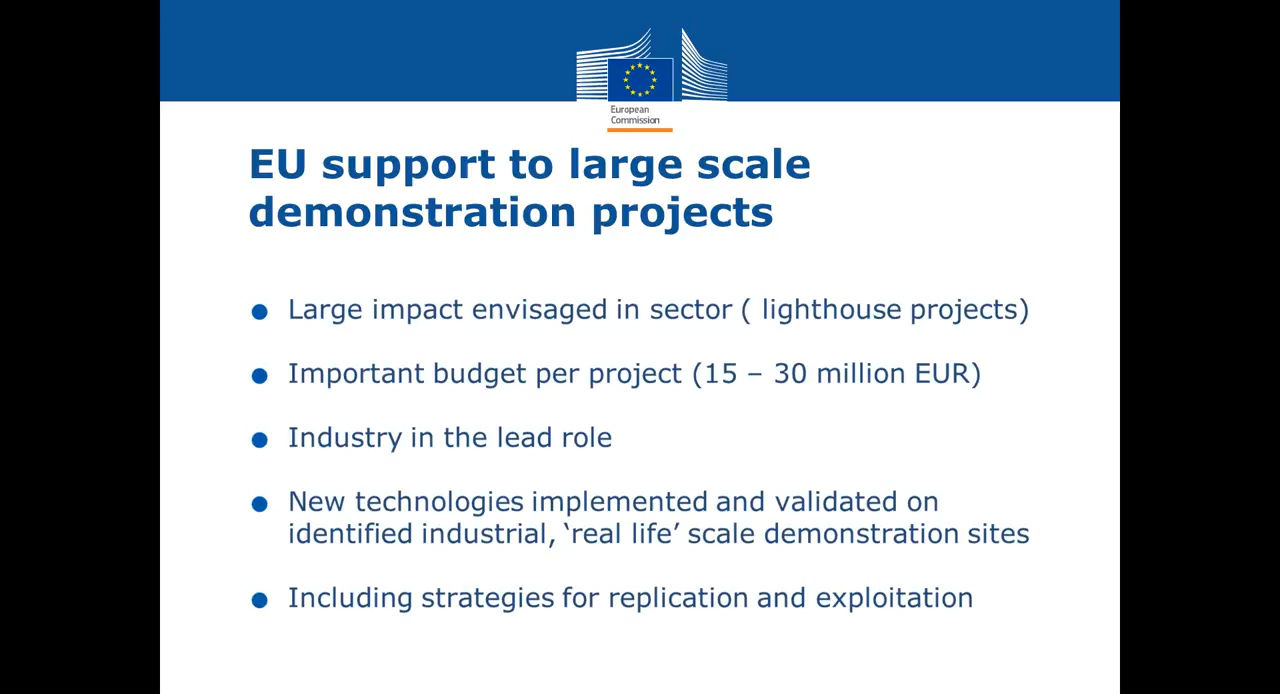 European
Commission
EU support to large scale
demonstration projects
● Large impact envisaged in sector ( lighthouse projects)
● Important budget per project (15 – 30 million EUR)
● Industry in the lead role
● New technologies implemented and validated on
identified industrial, ‘real life’ scale demonstration sites
● Including strategies for replication and exploitation